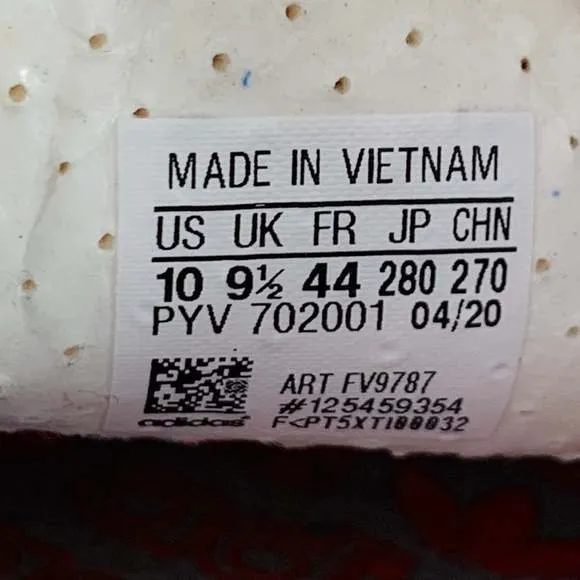 MADE IN VIETNAM
US UK FR JP CHN
10 9½ 44 280 270
PYV 702001 04/20
ART FV9787
#125459354
adidas F<PT5XTI00032